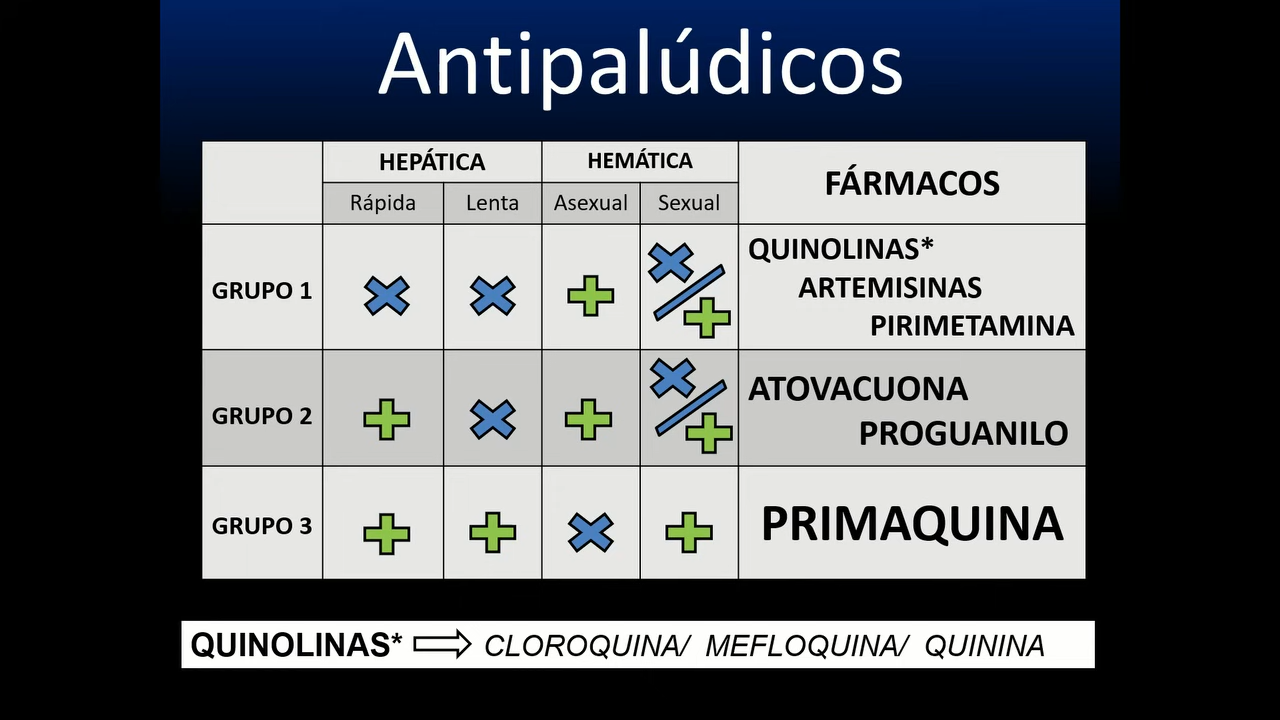 Antipalúdicos
HEPÁTICA HEMÁTICA FÁRMACOS
Rápida Lenta Asexual Sexual
GRUPO 1
QUINOLINAS*
ARTEMISINAS
PIRIMETAMINA
GRUPO 2
ATOVACUONA
PROGUANILO
GRUPO 3
PRIMAQUINA
QUINOLINAS* CLOROQUINA/ MEFLOQUINA/ QUININA